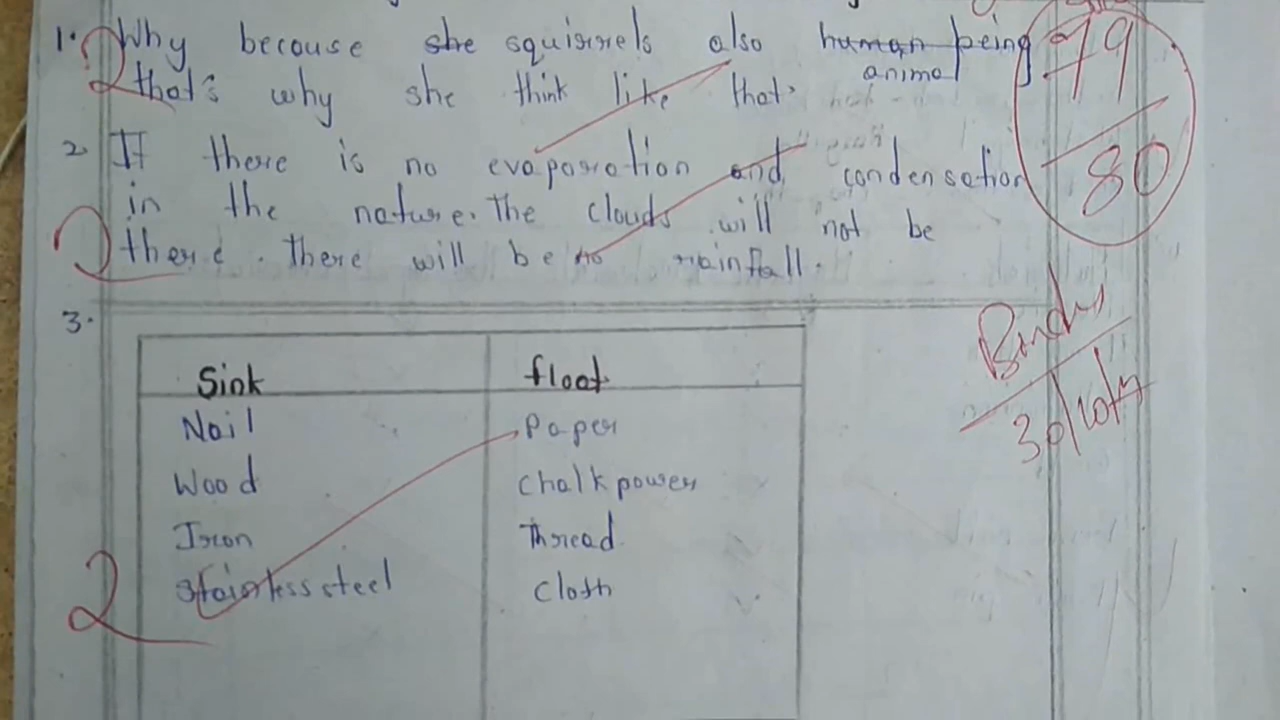 1. Why because she squirrels also human being
animal
that's why she think like that.
2
2. If there is no evaporation and condensation
in the nature. The clouds will not be
there. There will be no rainfall.
2
79
80
3.
Sink float
Nail Paper
Wood Chalk power
Iron Thread
Stainless steel Cloth
2